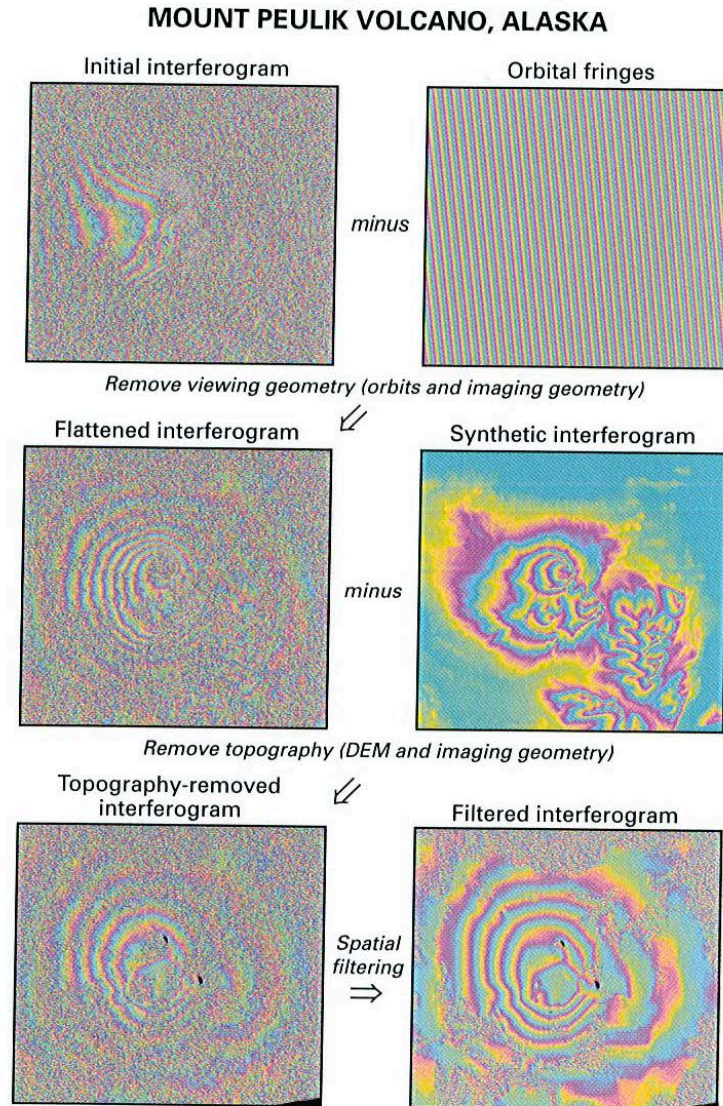 MOUNT PEULIK VOLCANO, ALASKA
Initial interferogram
Orbital fringes
minus
Remove viewing geometry (orbits and imaging geometry)
Flattened interferogram
Synthetic interferogram
minus
Remove topography (DEM and imaging geometry)
Topography-removed
interferogram
Filtered interferogram
Spatial
filtering